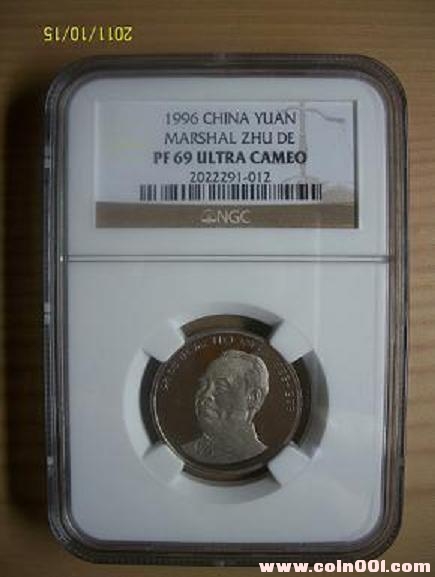 2011/10/15
1996 CHINA YUAN
MARSHAL ZHU DE
PF 69 ULTRA CAMEO
2022291-012
NGC
www.coin001.com